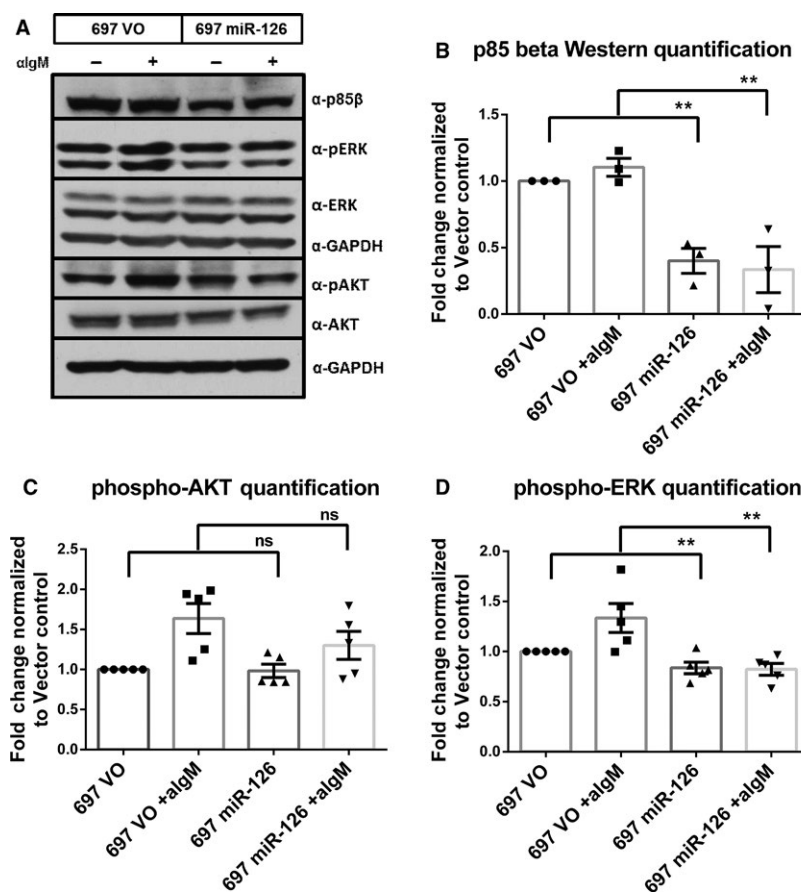 A
697 VO 697 miR-126
αIgM – + – +
α-p85β
α-pERK
α-ERK
α-GAPDH
α-pAKT
α-AKT
α-GAPDH
B p85 beta Western quantification
Fold change normalized
to Vector control
1.5
1.0
0.5
0.0
**
**
697 VO
697 VO +aIgM
697 miR-126
697 miR-126 +aIgM
C phospho-AKT quantification
Fold change normalized
to Vector control
2.5
2.0
1.5
1.0
0.5
0.0
ns
ns
697 VO
697 VO +aIgM
697 miR-126
697 miR-126 +aIgM
D phospho-ERK quantification
Fold change normalized
to Vector control
2.0
1.5
1.0
0.5
0.0
**
**
697 VO
697 VO +aIgM
697 miR-126
697 miR-126 +aIgM